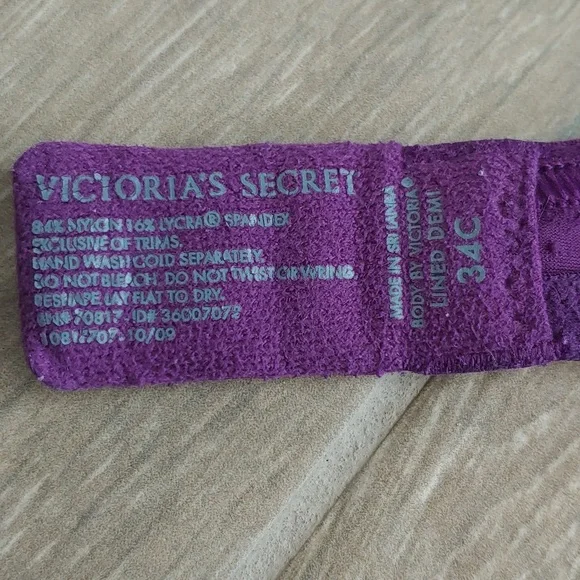 VICTORIA'S SECRET
84% NYLON 16% LYCRA® SPANDEX
EXCLUSIVE OF TRIMS.
HAND WASH COLD SEPARATELY.
DO NOT BLEACH. DO NOT TWIST OR WRING.
RESHAPE LAY FLAT TO DRY.
RN# 70817. ID# 36007073
10/09
MADE IN SRI LANKA
BODY BY VICTORIA®
LINED DEMI
34C